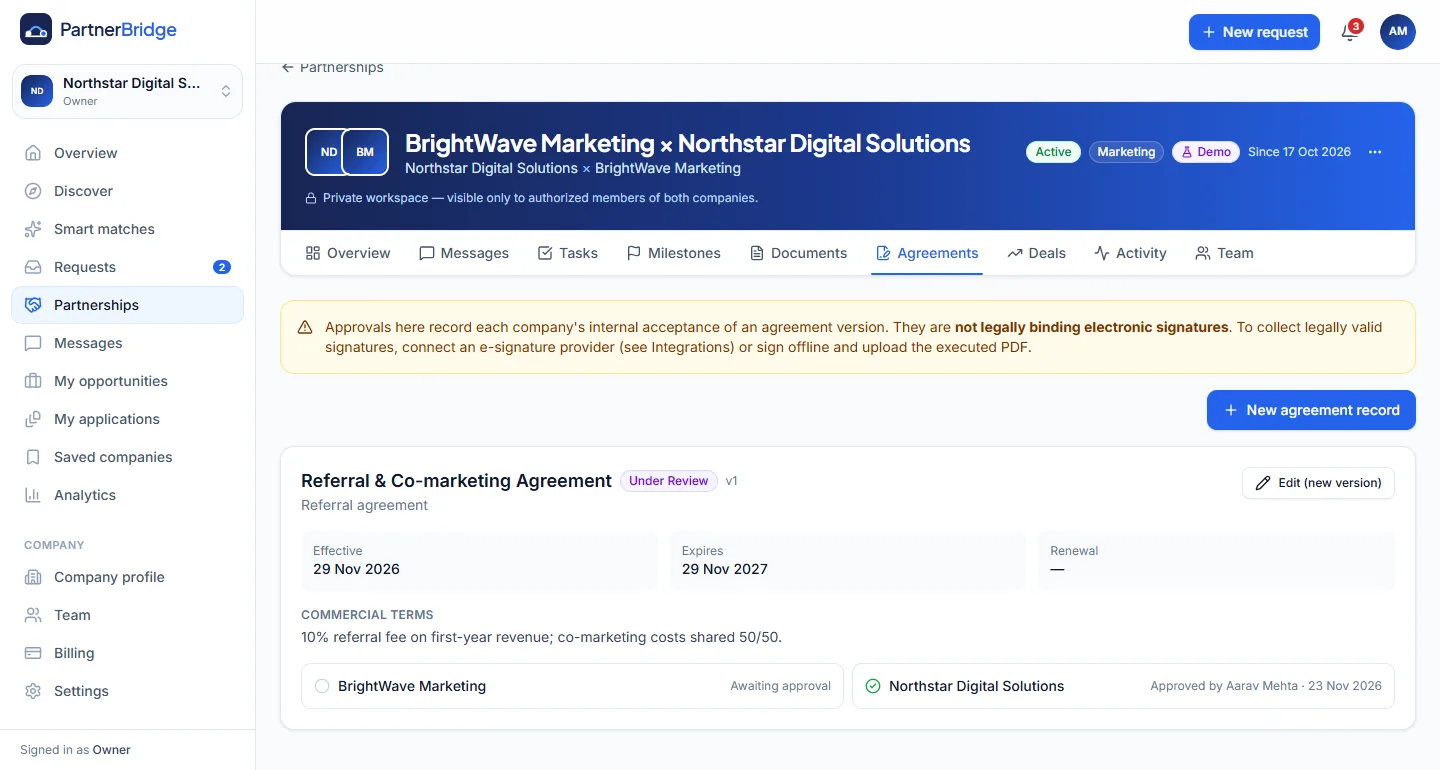 PartnerBridge
New request
3
AM
ND
Northstar Digital S...
Owner
Overview
Discover
Smart matches
Requests
2
Partnerships
Messages
My opportunities
My applications
Saved companies
Analytics
COMPANY
Company profile
Team
Billing
Settings
Signed in as Owner
← Partnerships
ND
BM
BrightWave Marketing × Northstar Digital Solutions
Northstar Digital Solutions × BrightWave Marketing
Private workspace — visible only to authorized members of both companies.
Active
Marketing
Demo
Since 17 Oct 2026
Overview
Messages
Tasks
Milestones
Documents
Agreements
Deals
Activity
Team
Approvals here record each company's internal acceptance of an agreement version. They are not legally binding electronic signatures. To collect legally valid
signatures, connect an e-signature provider (see Integrations) or sign offline and upload the executed PDF.
New agreement record
Referral & Co-marketing Agreement
Under Review
v1
Edit (new version)
Referral agreement
Effective
29 Nov 2026
Expires
29 Nov 2027
Renewal
—
COMMERCIAL TERMS
10% referral fee on first-year revenue; co-marketing costs shared 50/50.
BrightWave Marketing
Awaiting approval
Northstar Digital Solutions
Approved by Aarav Mehta · 23 Nov 2026